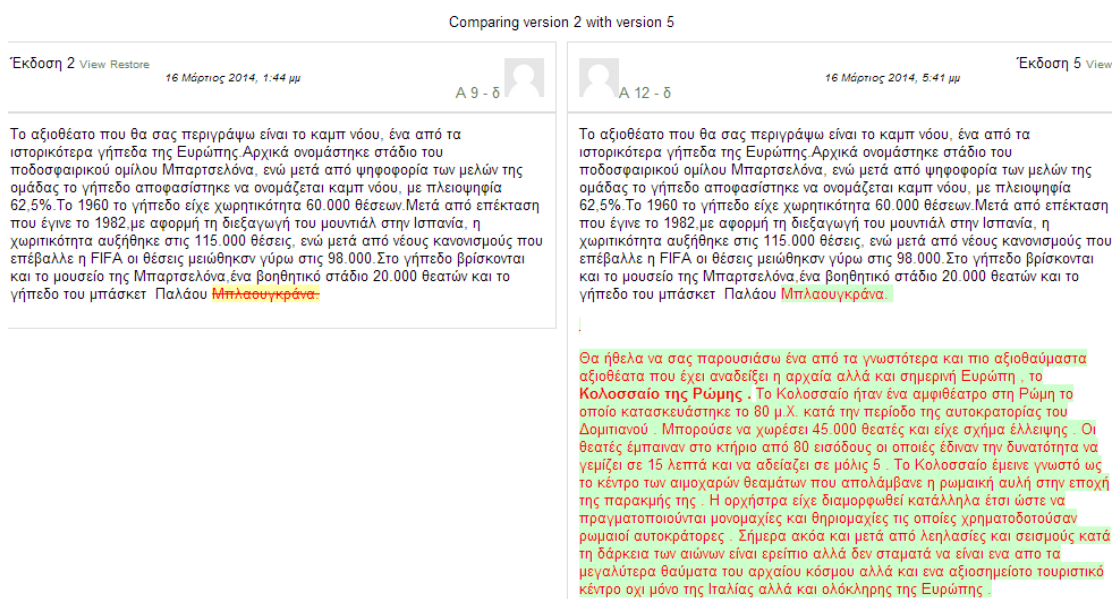 Comparing version 2 with version 5
Έκδοση 2 View Restore
16 Μάρτιος 2014, 1:44 μμ
Α 9 - δ
Το αξιοθέατο που θα σας περιγράψω είναι το καμπ νόου, ένα από τα
ιστορικότερα γήπεδα της Ευρώπης.Αρχικά ονομάστηκε στάδιο του
ποδοσφαιρικού ομίλου Μπαρτσελόνα, ενώ μετά από ψηφοφορία των μελών της
ομάδας το γήπεδο αποφασίστηκε να ονομάζεται καμπ νόου, με πλειοψηφία
62,5%.Το 1960 το γήπεδο είχε χωρητικότητα 60.000 θέσεων.Μετά από επέκταση
που έγινε το 1982,με αφορμή τη διεξαγωγή του μουντιάλ στην Ισπανία, η
χωριτικότητα αυξήθηκε στις 115.000 θέσεις, ενώ μετά από νέους κανονισμούς που
επέβαλλε η FIFA οι θέσεις μειώθηκσν γύρω στις 98.000.Στο γήπεδο βρίσκονται
και το μουσείο της Μπαρτσελόνα,ένα βοηθητικό στάδιο 20.000 θεατών και το
γήπεδο του μπάσκετ Παλάου Μπλαουγκράνα.
Έκδοση 5 View
16 Μάρτιος 2014, 5:41 μμ
Α 12 - δ
Το αξιοθέατο που θα σας περιγράψω είναι το καμπ νόου, ένα από τα
ιστορικότερα γήπεδα της Ευρώπης.Αρχικά ονομάστηκε στάδιο του
ποδοσφαιρικού ομίλου Μπαρτσελόνα, ενώ μετά από ψηφοφορία των μελών της
ομάδας το γήπεδο αποφασίστηκε να ονομάζεται καμπ νόου, με πλειοψηφία
62,5%.Το 1960 το γήπεδο είχε χωρητικότητα 60.000 θέσεων.Μετά από επέκταση
που έγινε το 1982,με αφορμή τη διεξαγωγή του μουντιάλ στην Ισπανία, η
χωριτικότητα αυξήθηκε στις 115.000 θέσεις, ενώ μετά από νέους κανονισμούς που
επέβαλλε η FIFA οι θέσεις μειώθηκσν γύρω στις 98.000.Στο γήπεδο βρίσκονται
και το μουσείο της Μπαρτσελόνα,ένα βοηθητικό στάδιο 20.000 θεατών και το
γήπεδο του μπάσκετ Παλάου Μπλαουγκράνα.
Θα ήθελα να σας παρουσιάσω ένα από τα γνωστότερα και πιο αξιοθαύμαστα
αξιοθέατα που έχει αναδείξει η αρχαία αλλά και σημερινή Ευρώπη , το
Κολοσσαίο της Ρώμης . Το Κολοσσαίο ήταν ένα αμφιθέατρο στη Ρώμη το
οποίο κατασκευάστηκε το 80 μ.Χ. κατά την περίοδο της αυτοκρατορίας του
Δομιτιανού . Μπορούσε να χωρέσει 45.000 θεατές και είχε σχήμα έλλειψης . Οι
θεατές έμπαιναν στο κτήριο από 80 εισόδους οι οποιές έδιναν την δυνατότητα να
γεμίζει σε 15 λεπτά και να αδείαζει σε μόλις 5 . Το Κολοσσαίο έμεινε γνωστό ως
το κέντρο των αιμοχαρών θεαμάτων που απολάμβανε η ρωμαική αυλή στην εποχή
της παρακμής της . Η ορχήστρα είχε διαμορφωθεί κατάλληλα έτσι ώστε να
πραγματοποιούνται μονομαχίες και θηριομαχίες τις οποίες χρηματοδοτούσαν
ρωμαιοί αυτοκράτορες . Σήμερα ακόα και μετά από λεηλασίες και σεισμούς κατά
τη δάρκεια των αιώνων είναι ερείπιο αλλά δεν σταματά να είναι ενα απο τα
μεγαλύτερα θαύματα του αρχαίου κόσμου αλλά και ενα αξιοσημείοτο τουριστικό
κέντρο οχι μόνο της Ιταλίας αλλά και ολόκληρης της Ευρώπης .